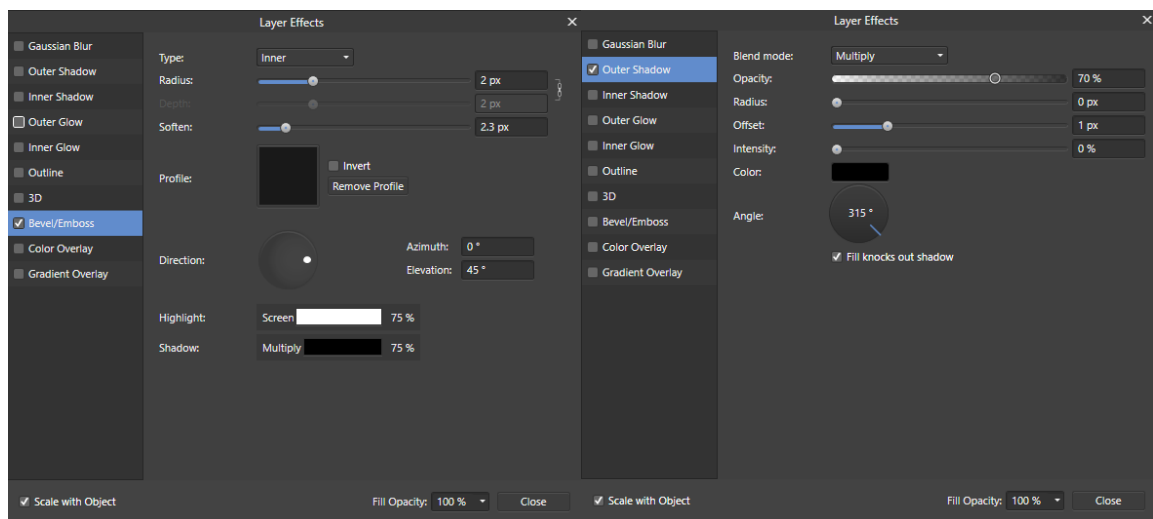 Layer Effects
Gaussian Blur
Outer Shadow
Inner Shadow
Outer Glow
Inner Glow
Outline
3D
Bevel/Emboss
Color Overlay
Gradient Overlay
Type: Inner
Radius: 2 px
Depth: 2 px
Soften: 2.3 px
Profile: Invert
Remove Profile
Direction: Azimuth: 0 °
Elevation: 45 °
Highlight: Screen 75 %
Shadow: Multiply 75 %
Scale with Object Fill Opacity: 100 % Close
Layer Effects
Gaussian Blur
Outer Shadow
Inner Shadow
Outer Glow
Inner Glow
Outline
3D
Bevel/Emboss
Color Overlay
Gradient Overlay
Blend mode: Multiply
Opacity: 70 %
Radius: 0 px
Offset: 1 px
Intensity: 0 %
Color:
Angle: 315 °
Fill knocks out shadow
Scale with Object Fill Opacity: 100 % Close